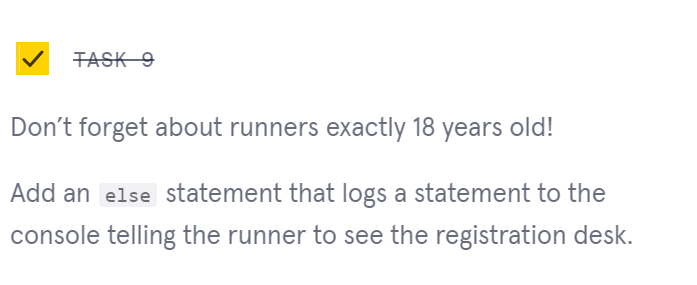 TASK 9
Don’t forget about runners exactly 18 years old!
Add an else statement that logs a statement to the
console telling the runner to see the registration desk.